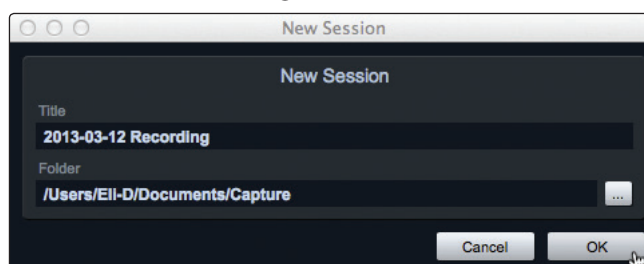 New Session
New Session
Title
2013-03-12 Recording
Folder
/Users/Eli-D/Documents/Capture
...
Cancel
OK